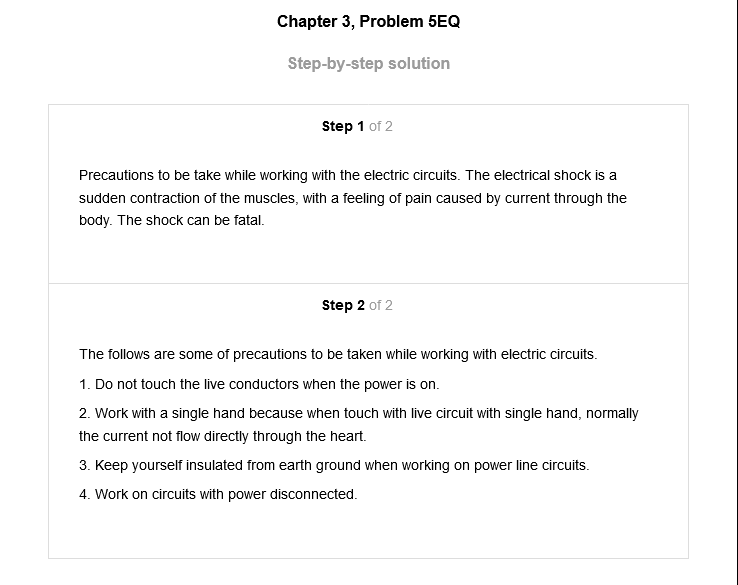 Chapter 3, Problem 5EQ
Step-by-step solution
Step 1 of 2
Precautions to be take while working with the electric circuits. The electrical shock is a
sudden contraction of the muscles, with a feeling of pain caused by current through the
body. The shock can be fatal.
Step 2 of 2
The follows are some of precautions to be taken while working with electric circuits.
1. Do not touch the live conductors when the power is on.
2. Work with a single hand because when touch with live circuit with single hand, normally
the current not flow directly through the heart.
3. Keep yourself insulated from earth ground when working on power line circuits.
4. Work on circuits with power disconnected.